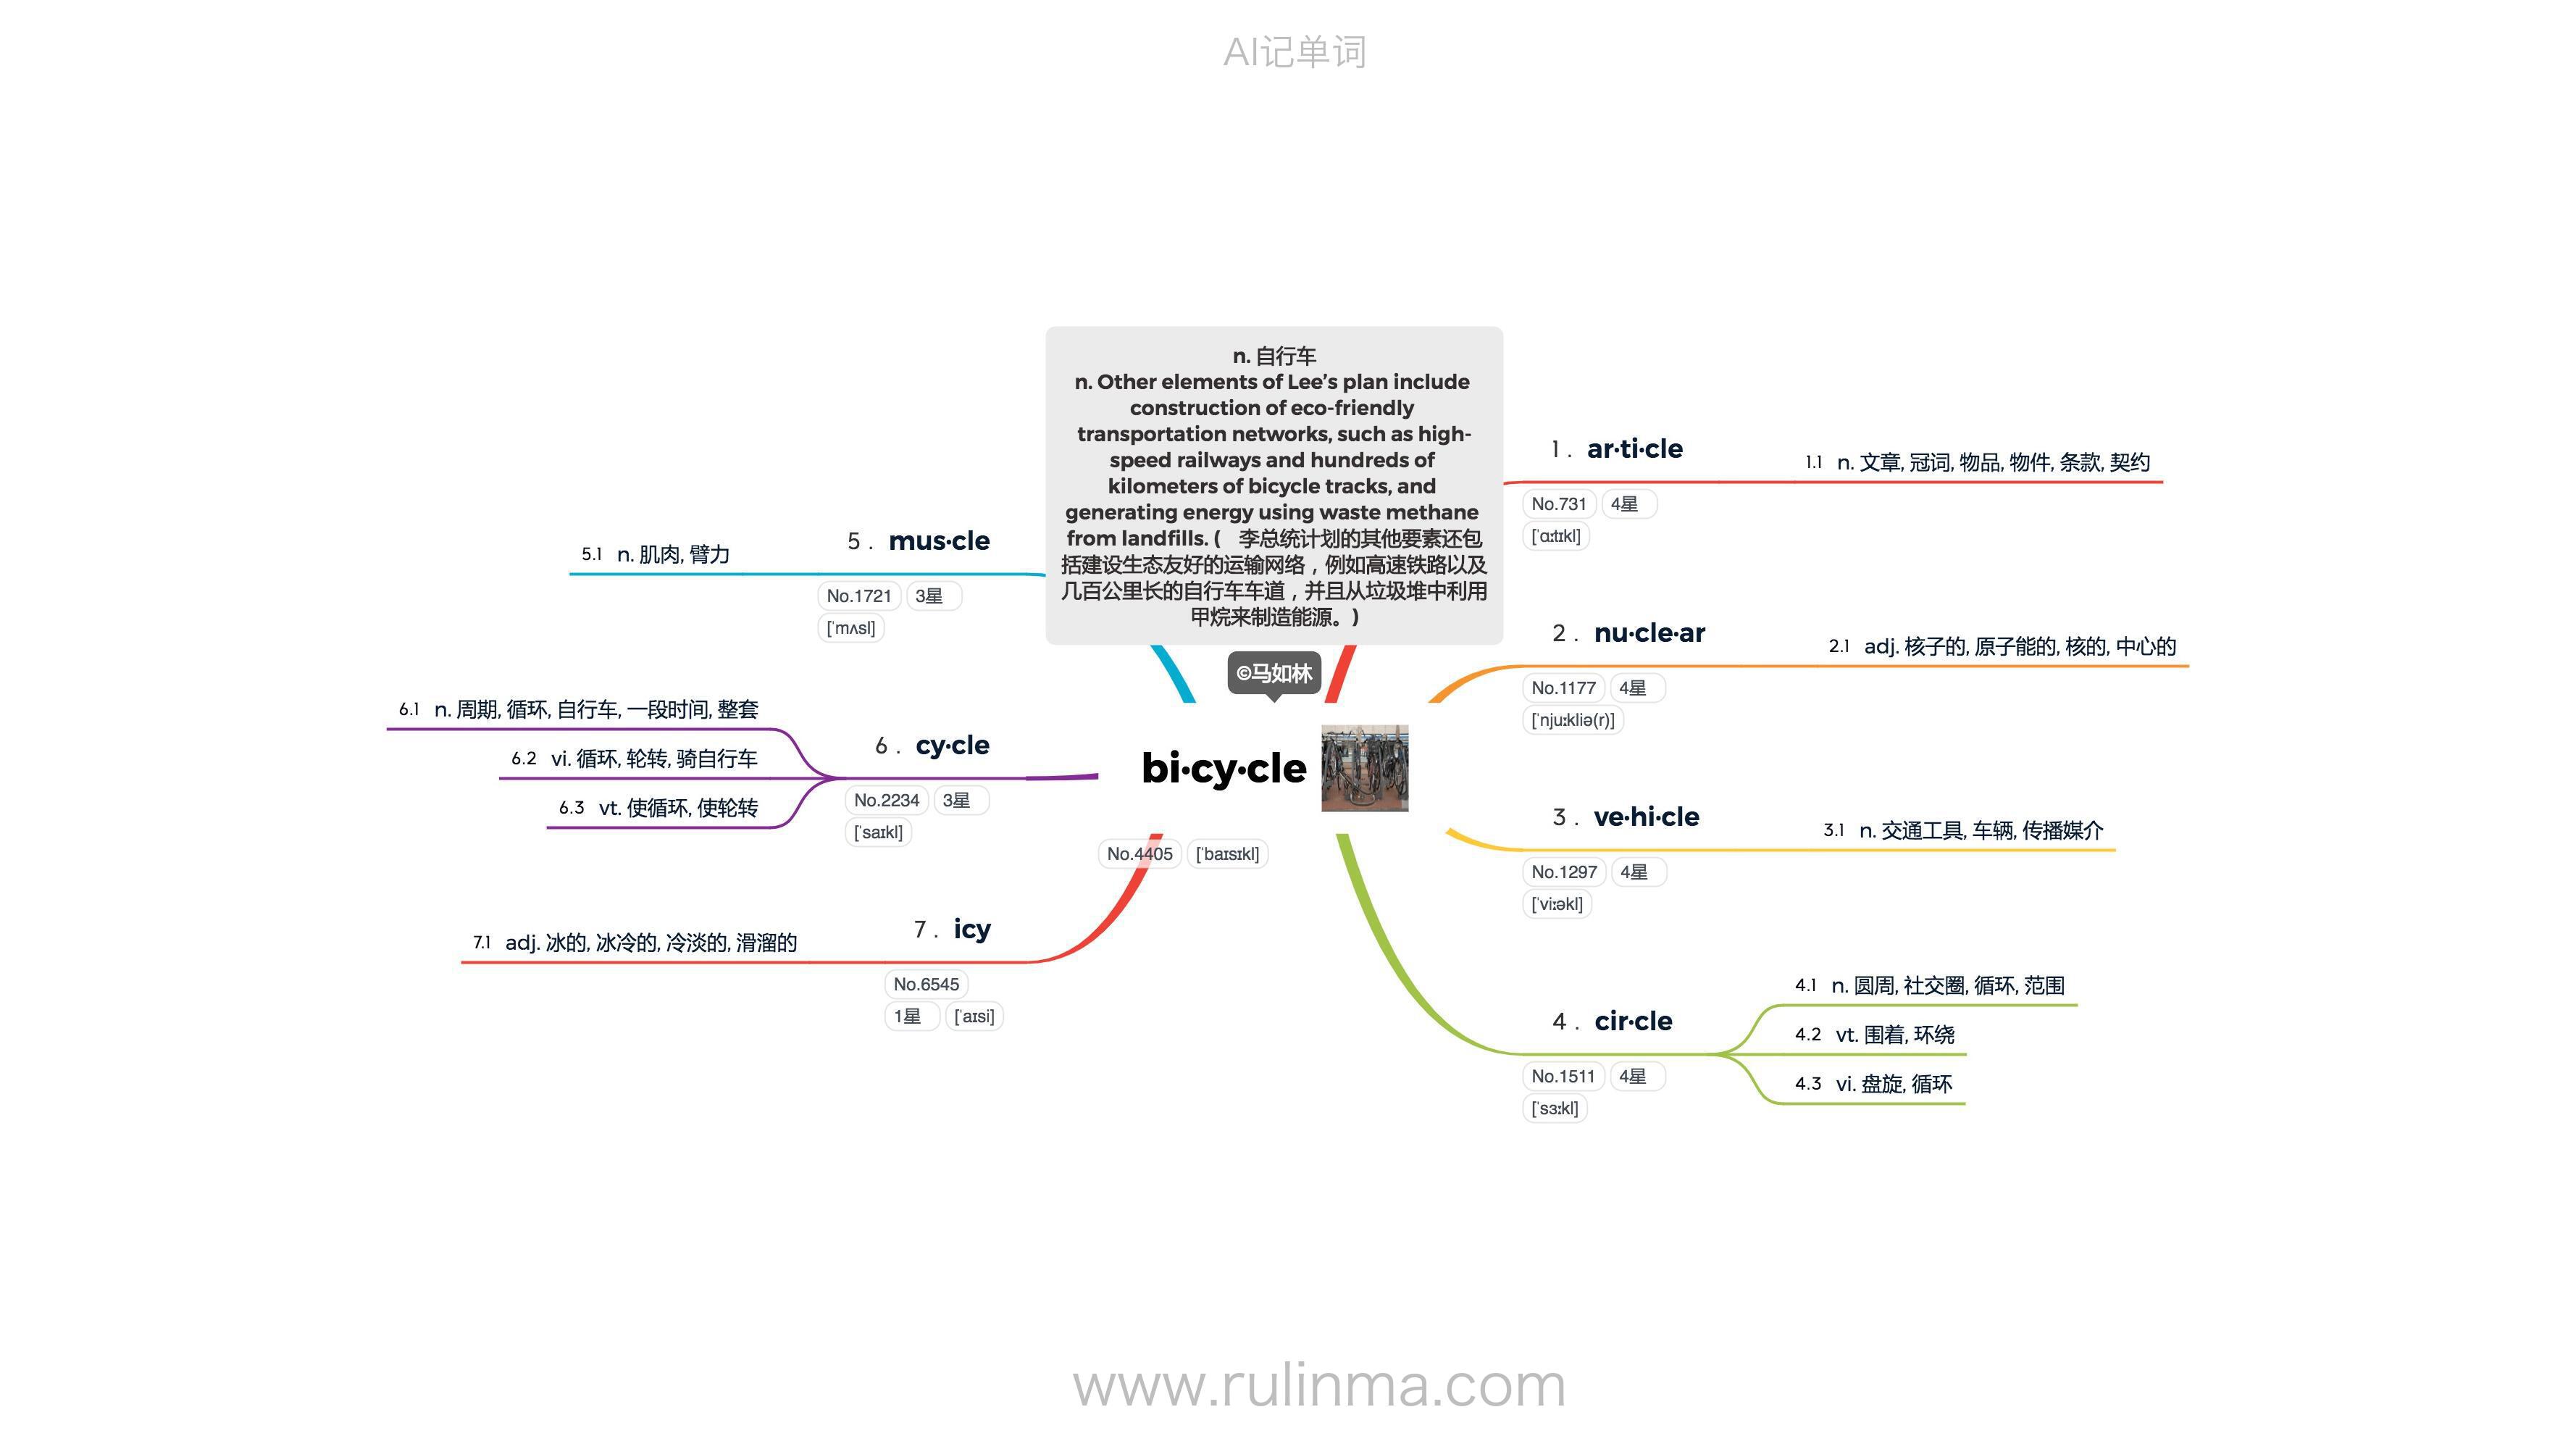 AI记单词
n. 自行车
n. Other elements of Lee’s plan include
construction of eco-friendly
transportation networks, such as high-
speed railways and hundreds of
kilometers of bicycle tracks, and
generating energy using waste methane
from landfills. (　李总统计划的其他要素还包
括建设生态友好的运输网络，例如高速铁路以及
几百公里长的自行车车道，并且从垃圾堆中利用
甲烷来制造能源。)
©马如林
bi·cy·cle
No.4405 [ˈbaɪsɪkl]
1 . ar·ti·cle
No.731 4星
[ˈɑːtɪkl]
1.1 n. 文章, 冠词, 物品, 物件, 条款, 契约
2 . nu·cle·ar
No.1177 4星
[ˈnjuːkliə(r)]
2.1 adj. 核子的, 原子能的, 核的, 中心的
3 . ve·hi·cle
No.1297 4星
[ˈviːəkl]
3.1 n. 交通工具, 车辆, 传播媒介
4 . cir·cle
No.1511 4星
[ˈsɜːkl]
4.1 n. 圆周, 社交圈, 循环, 范围
4.2 vt. 围着, 环绕
4.3 vi. 盘旋, 循环
5 . mus·cle
No.1721 3星
[ˈmʌsl]
5.1 n. 肌肉, 臂力
6 . cy·cle
No.2234 3星
[ˈsaɪkl]
6.1 n. 周期, 循环, 自行车, 一段时间, 整套
6.2 vi. 循环, 轮转, 骑自行车
6.3 vt. 使循环, 使轮转
7 . icy
No.6545
1星 [ˈaɪsi]
7.1 adj. 冰的, 冰冷的, 冷淡的, 滑溜的
www.rulinma.com